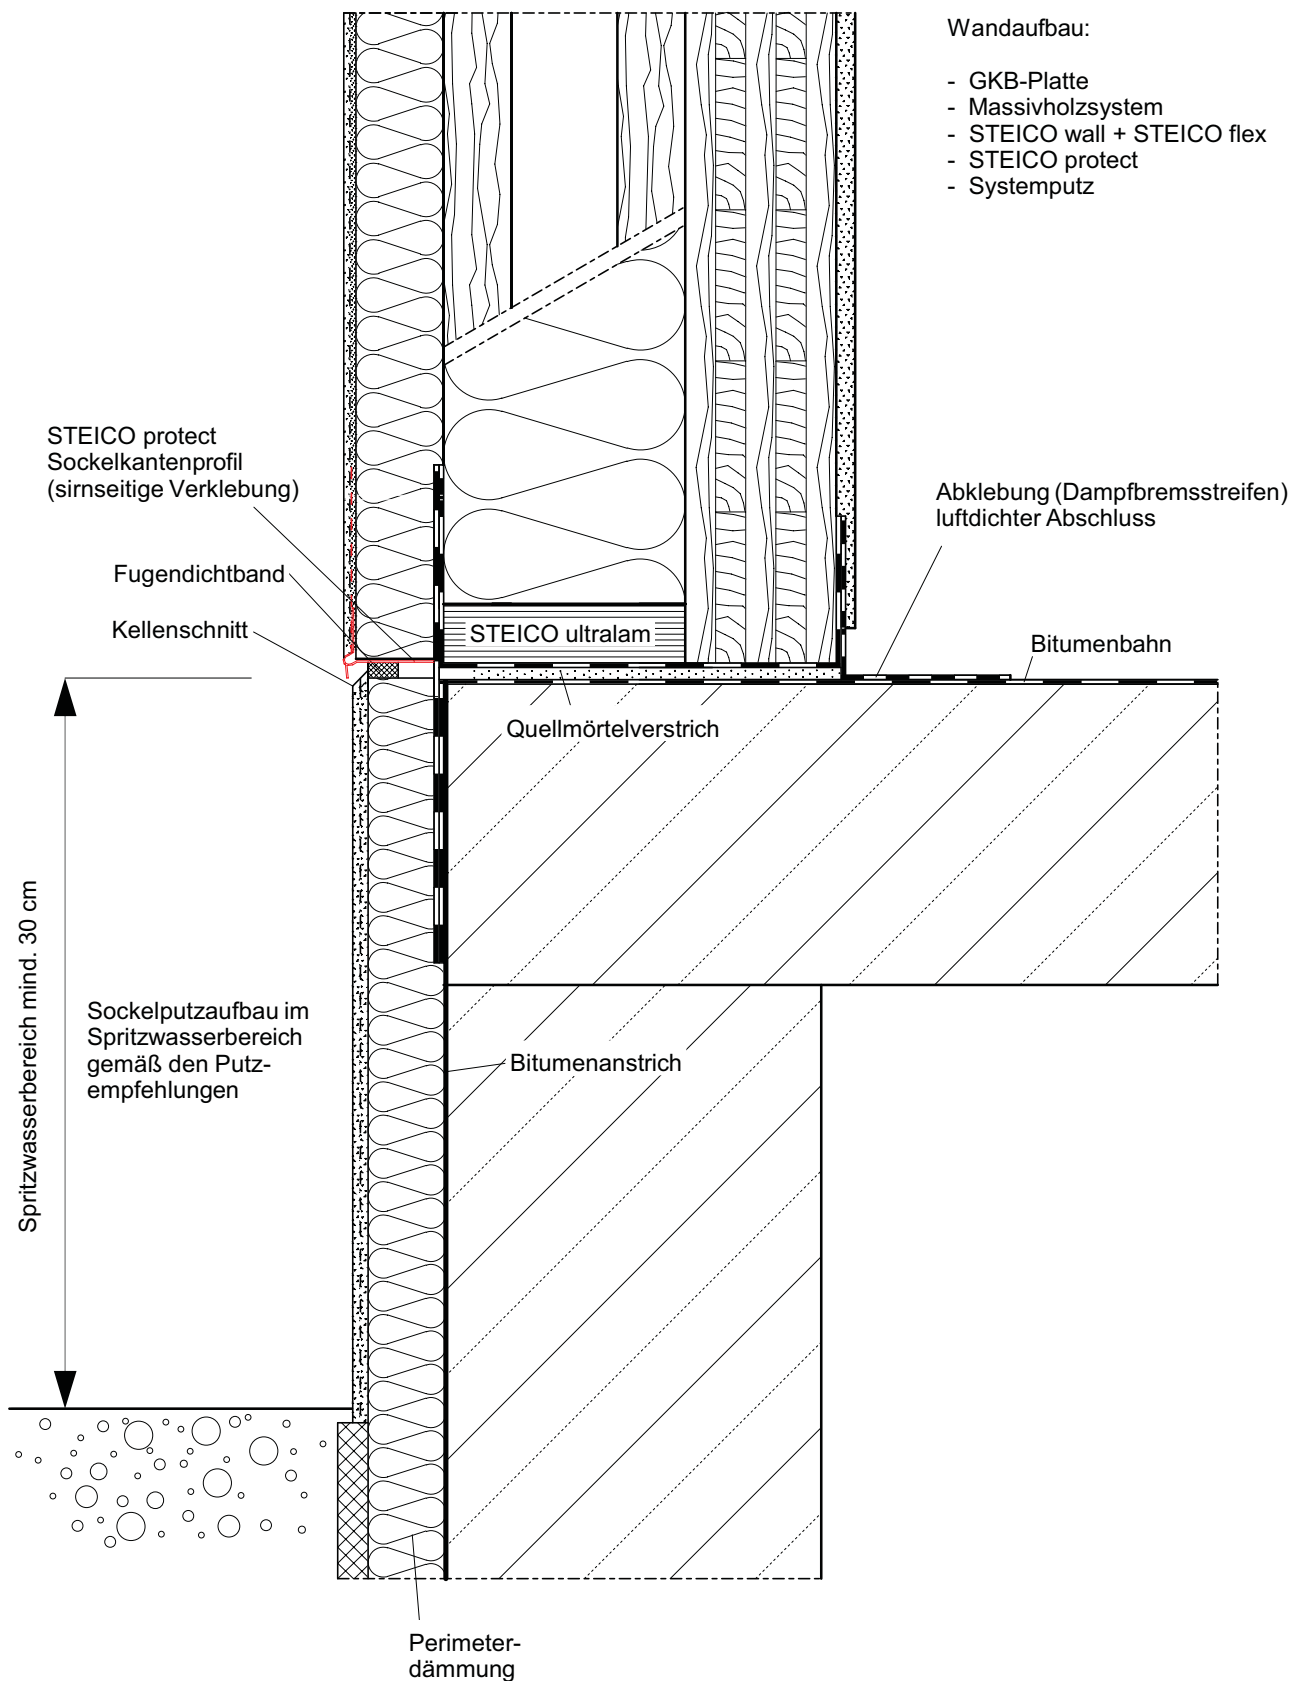 Wandaufbau:
- GKB-Platte
- Massivholzsystem
- STEICO wall + STEICO flex
- STEICO protect
- Systemputz
STEICO protect
Sockelkantenprofil
(sirnseitige Verklebung)
Fugendichtband
Kellenschnitt
Abklebung (Dampfbremsstreifen)
luftdichter Abschluss
STEICO ultralam
Bitumenbahn
Quellmörtelverstrich
Spritzwasserbereich mind. 30 cm
Sockelputzaufbau im
Spritzwasserbereich
gemäß den Putz-
empfehlungen
Bitumenanstrich
Perimeter-
dämmung